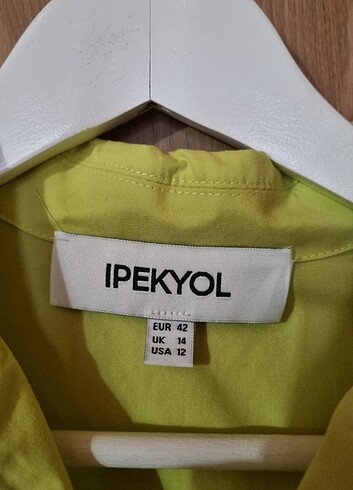 IPEKYOL
EUR 42
UK 14
USA 12